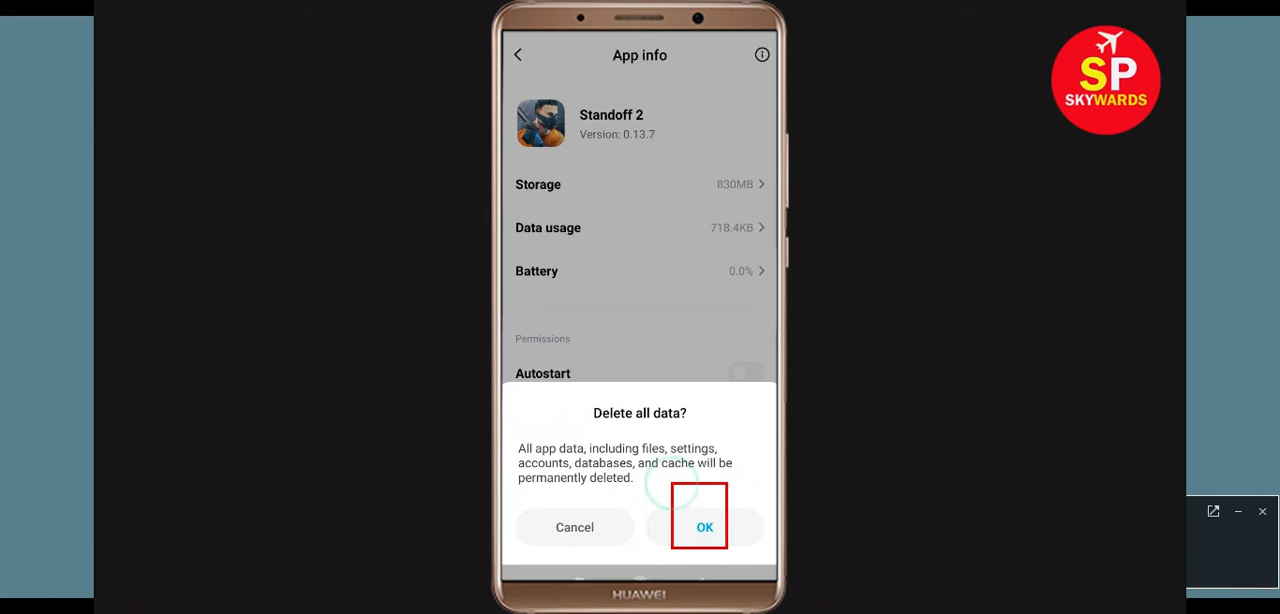 App info
SP
SKYWARDS
Standoff 2
Version: 0.13.7
Storage 830MB
Data usage 718.4KB
Battery 0.0%
Permissions
Autostart
Delete all data?
All app data, including files, settings,
accounts, databases, and cache will be
permanently deleted.
Cancel OK
HUAWEI